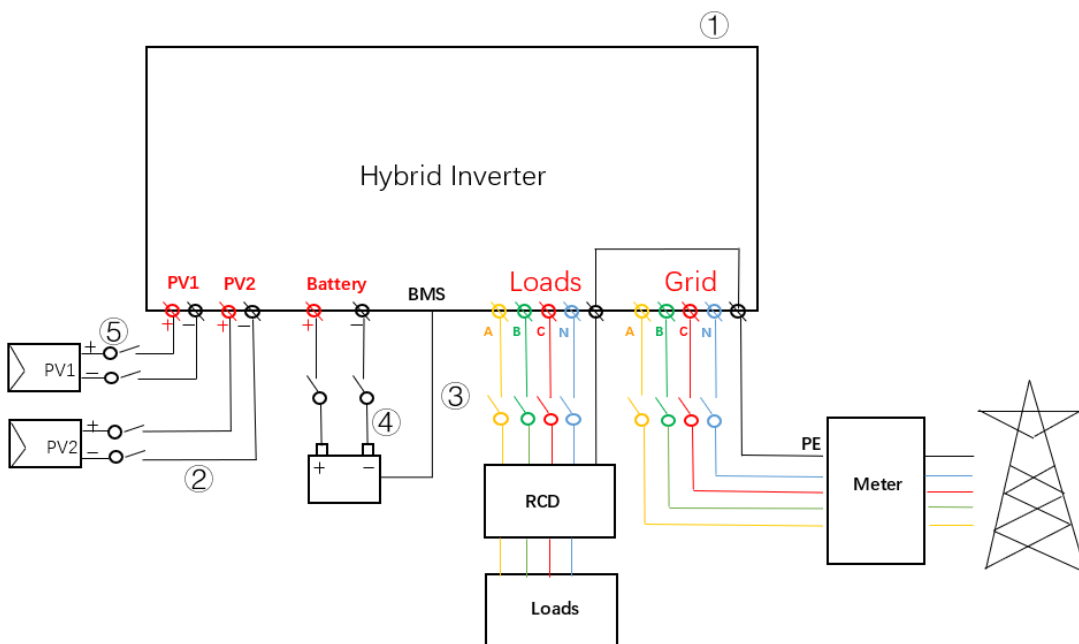 ①
Hybrid Inverter
PV1 PV2 Battery BMS Loads Grid
+ − + − + − A B C N A B C N
⑤
PV1 + −
③
④
PV2 + −
②
+ −
PE
RCD
Meter
Loads